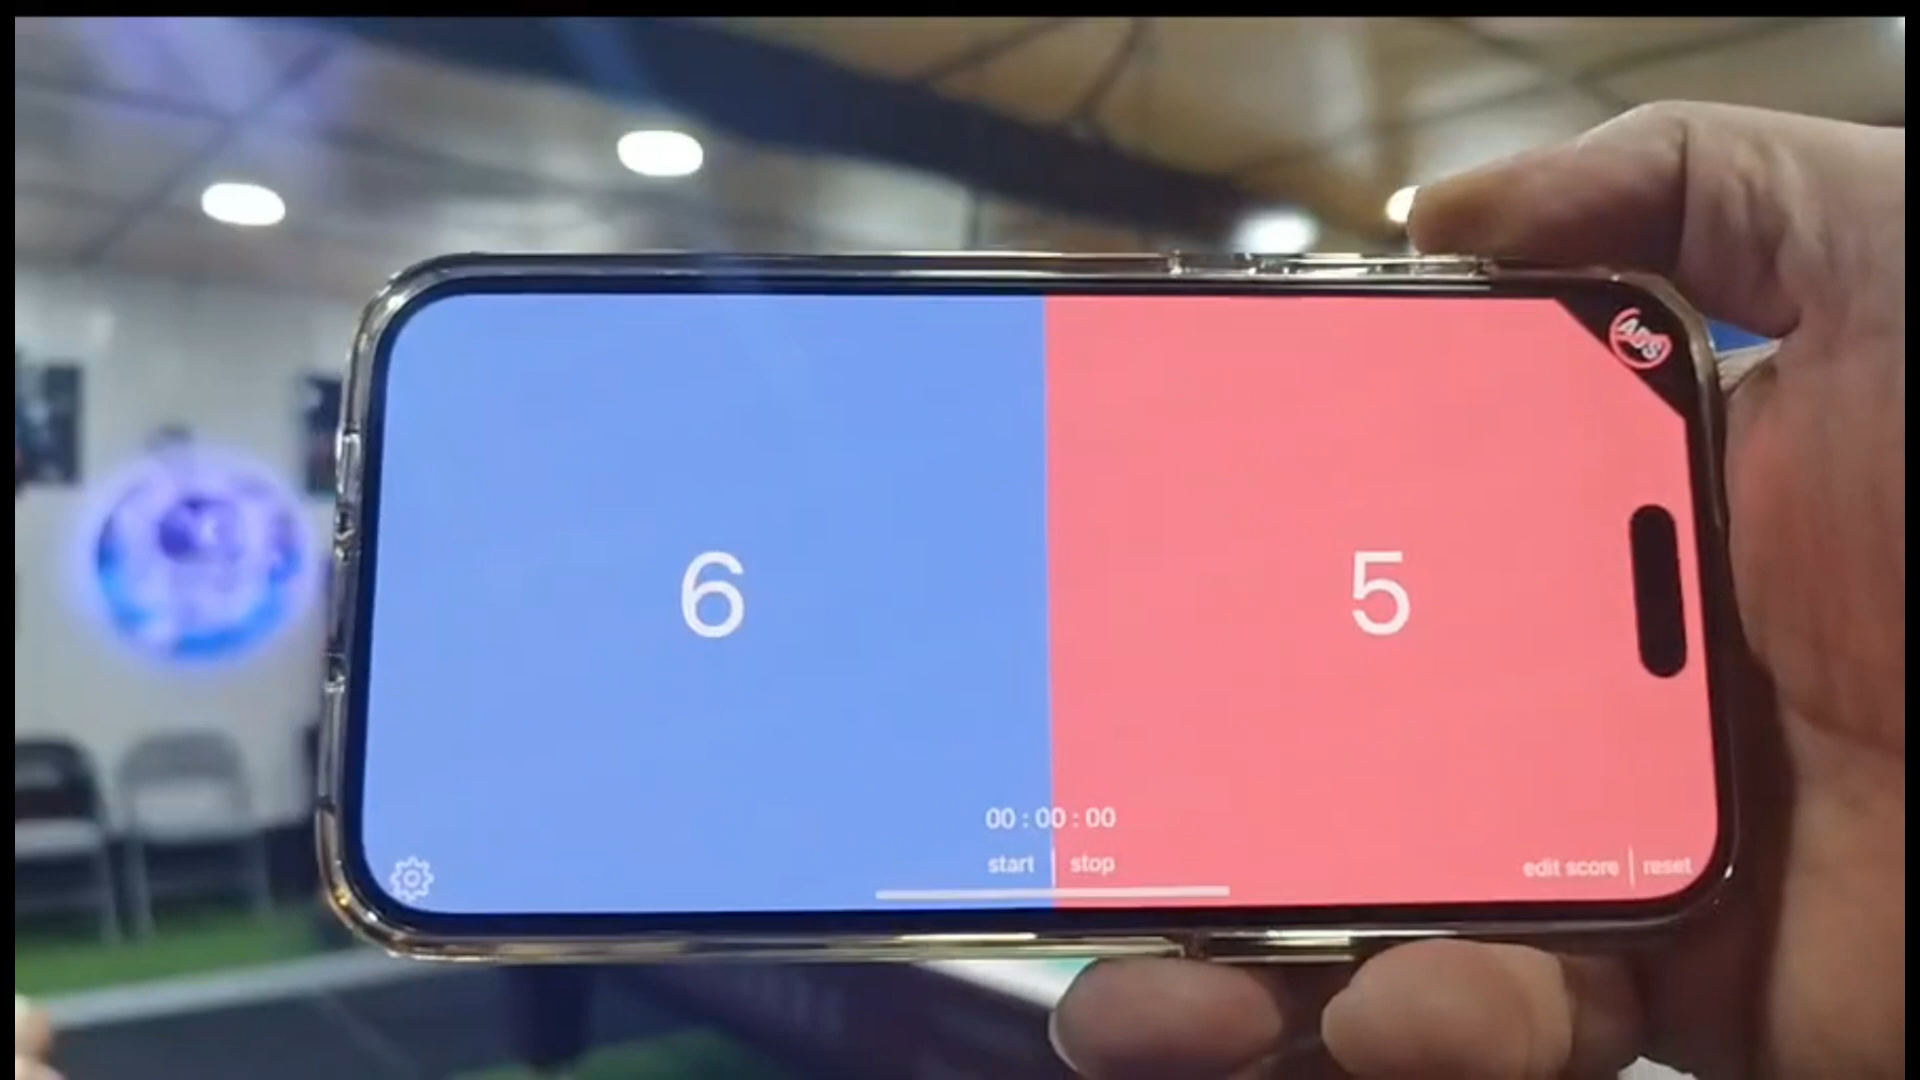 ADS
6
5
00 : 00 : 00
start | stop
edit score | reset